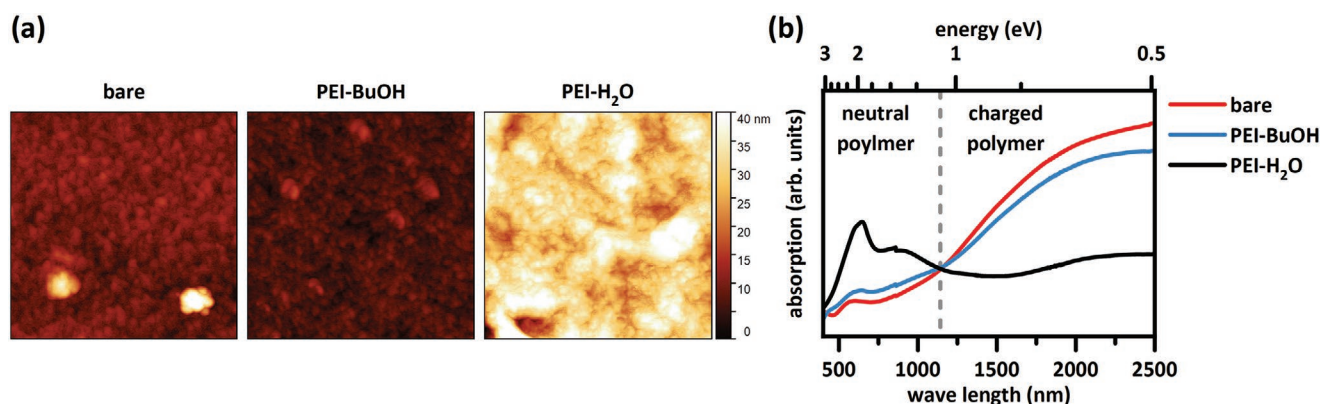 (a)
bare
PEI-BuOH
PEI-H₂O
40 nm
35
30
25
20
15
10
5
0
(b)
energy (eV)
3 2 1 0.5
neutral
poylmer
charged
polymer
absorption (arb. units)
500 1000 1500 2000 2500
wave length (nm)
bare
PEI-BuOH
PEI-H₂O